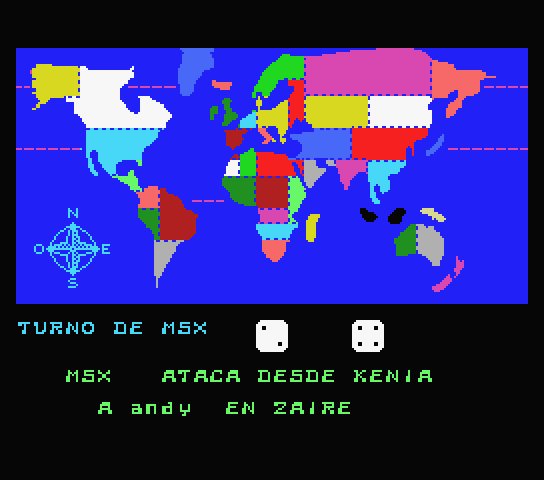 N
O E
S
TURNO DE MSX
MSX ATACA DESDE KENIA
A andy EN ZAIRE